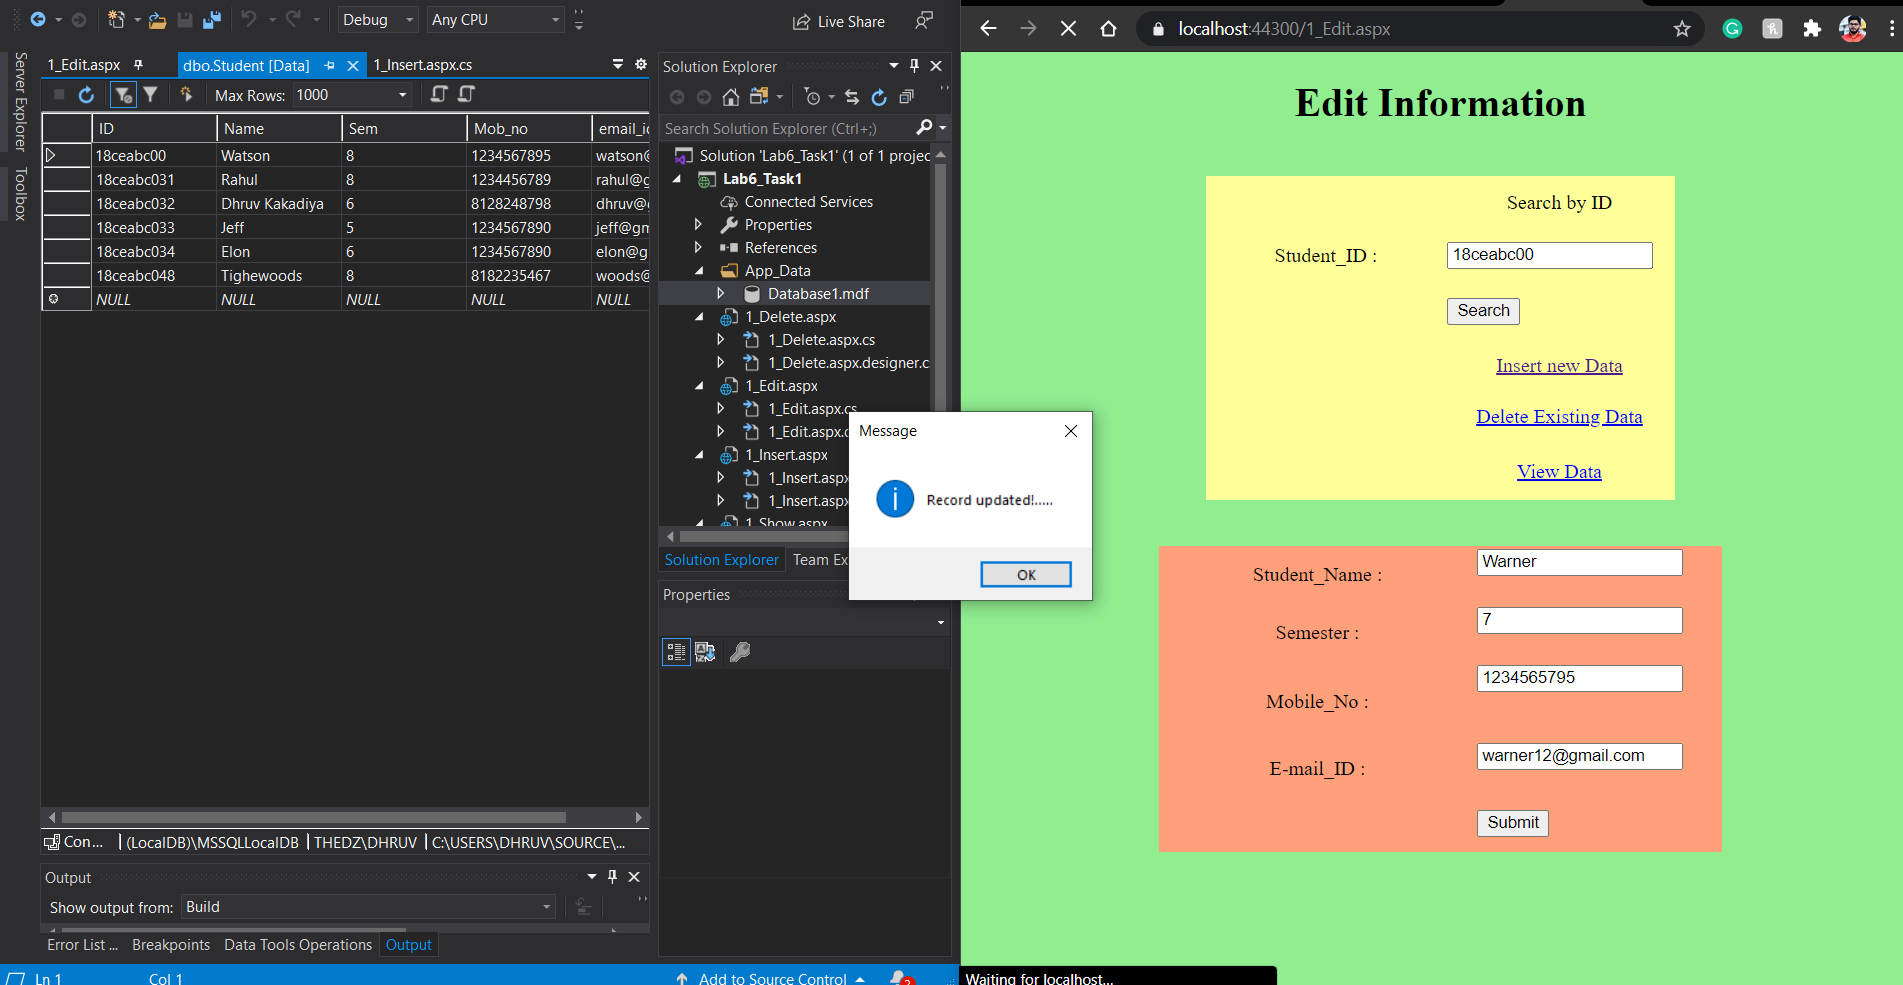 Debug
Any CPU
Live Share
Server Explorer
Toolbox
1_Edit.aspx
dbo.Student [Data]
1_Insert.aspx.cs
Max Rows: 1000
ID Name Sem Mob_no email_i
18ceabc00 Watson 8 1234567895 watson@
18ceabc031 Rahul 8 1234456789 rahul@g
18ceabc032 Dhruv Kakadiya 6 8128248798 dhruv@
18ceabc033 Jeff 5 1234567890 jeff@gm
18ceabc034 Elon 6 1234567890 elon@g
18ceabc048 Tighewoods 8 8182235467 woods@
NULL NULL NULL NULL NULL
Con... (LocalDB)\MSSQLLocalDB THEDZ\DHRUV C:\USERS\DHRUV\SOURCE\...
Output
Show output from: Build
Error List ... Breakpoints Data Tools Operations Output
Ln 1 Col 1 Add to Source Control 2
Solution Explorer
Search Solution Explorer (Ctrl+;)
Solution 'Lab6_Task1' (1 of 1 projec
Lab6_Task1
Connected Services
Properties
References
App_Data
Database1.mdf
1_Delete.aspx
1_Delete.aspx.cs
1_Delete.aspx.designer.c
1_Edit.aspx
1_Edit.aspx.cs
1_Edit.aspx.
1_Insert.aspx
1_Insert.aspx
1_Insert.aspx
1_Show.aspx
Solution Explorer Team Ex
Properties
Message
Record updated!.....
OK
localhost:44300/1_Edit.aspx
Edit Information
Search by ID
Student_ID : 18ceabc00
Search
Insert new Data
Delete Existing Data
View Data
Student_Name : Warner
Semester : 7
Mobile_No : 1234565795
E-mail_ID : warner12@gmail.com
Submit
Waiting for localhost...